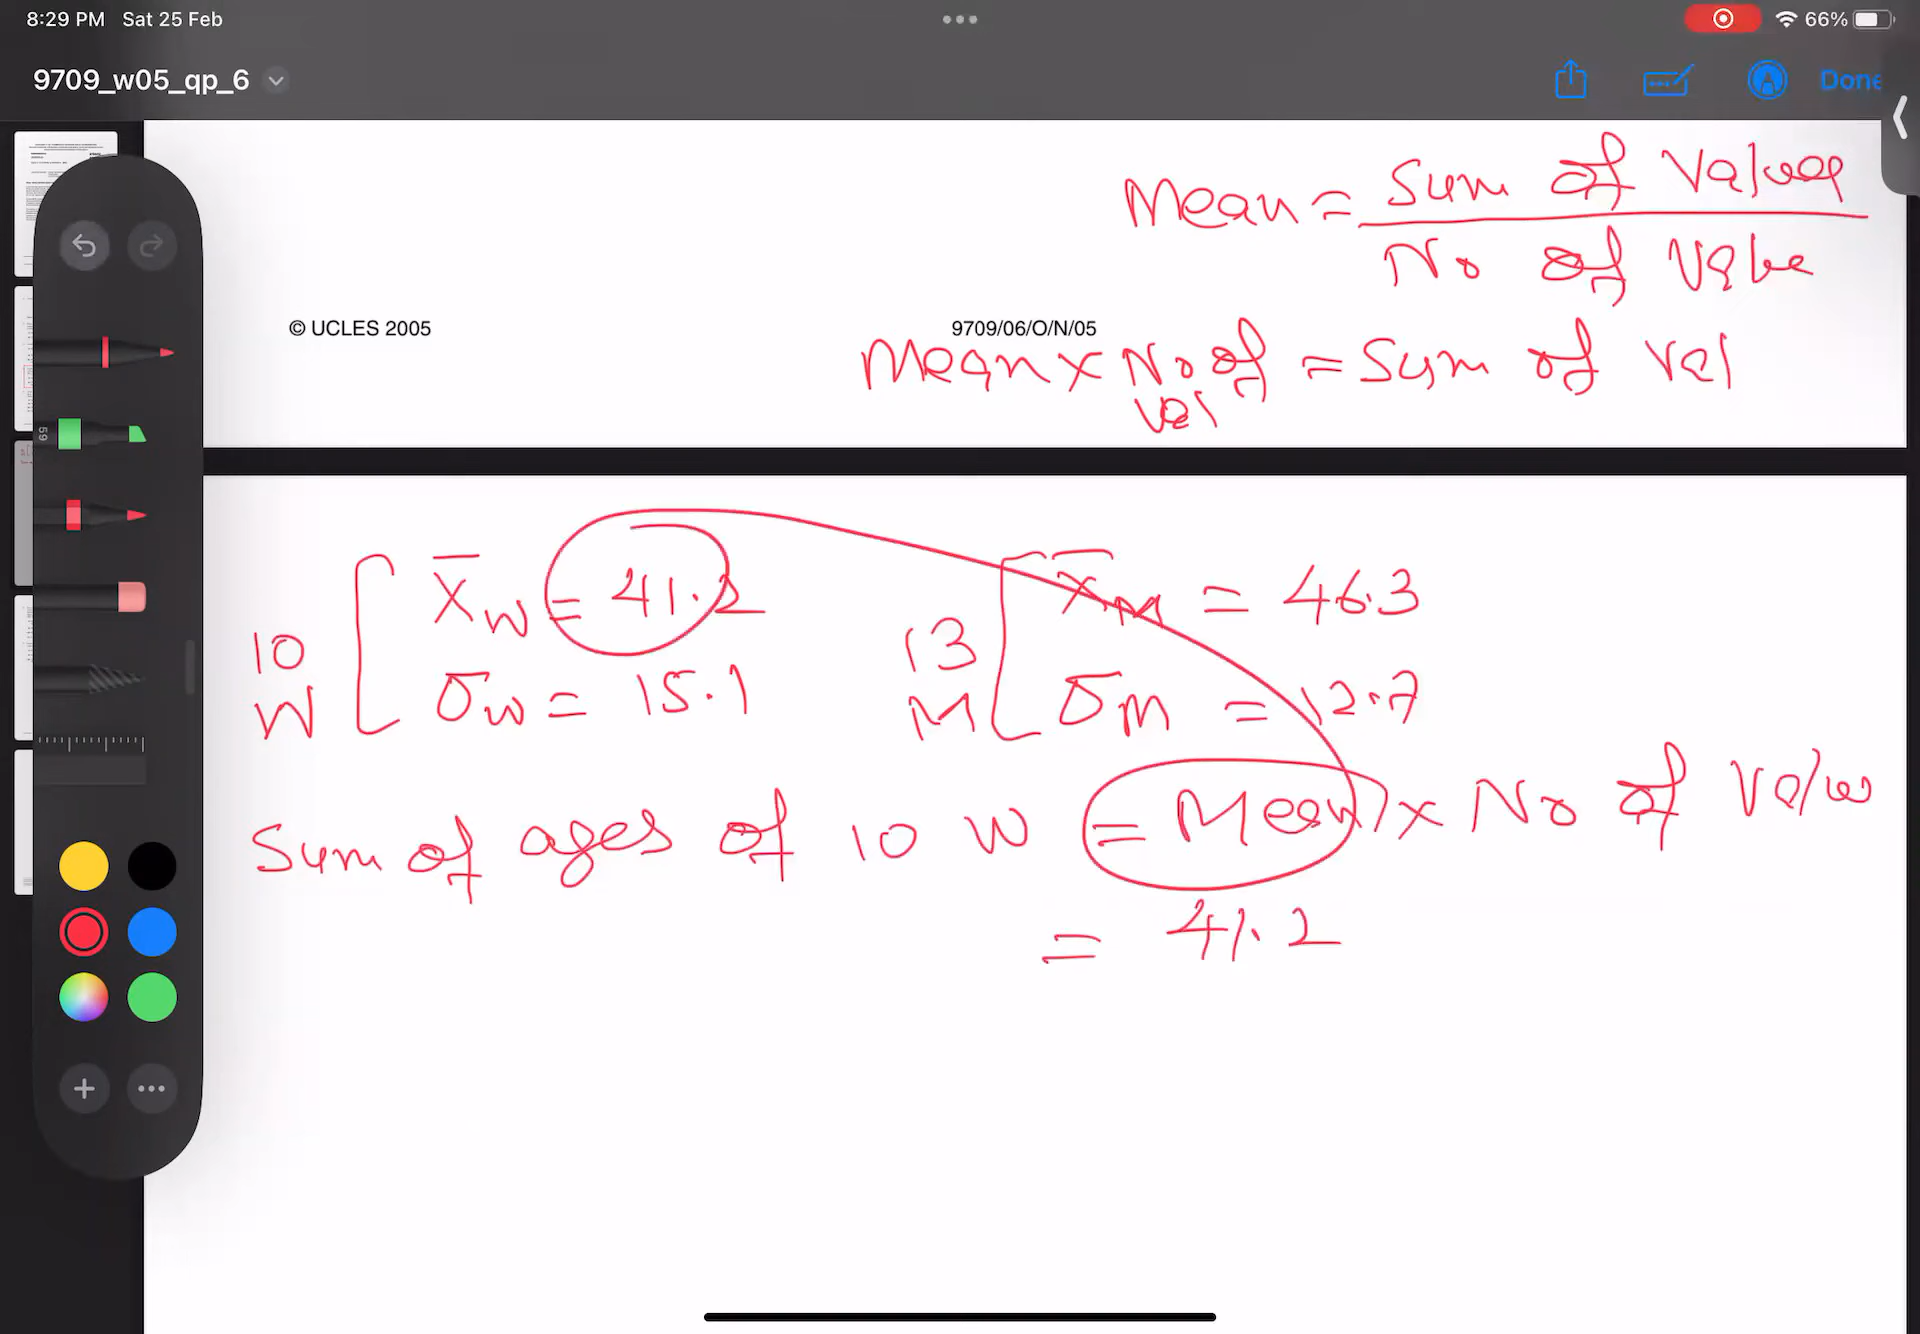 8:29 PM Sat 25 Feb
66%
9709_w05_qp_6
Done
Mean = Sum of Values
No of Value
© UCLES 2005
9709/06/O/N/05
Mean x No of = Sum of Val
Val
59
10
W
x̄W = 41.2
σW = 15.1
13
M
x̄M = 46.3
σM = 12.7
Sum of ages of 10 W = Mean x No of Value
= 41.2